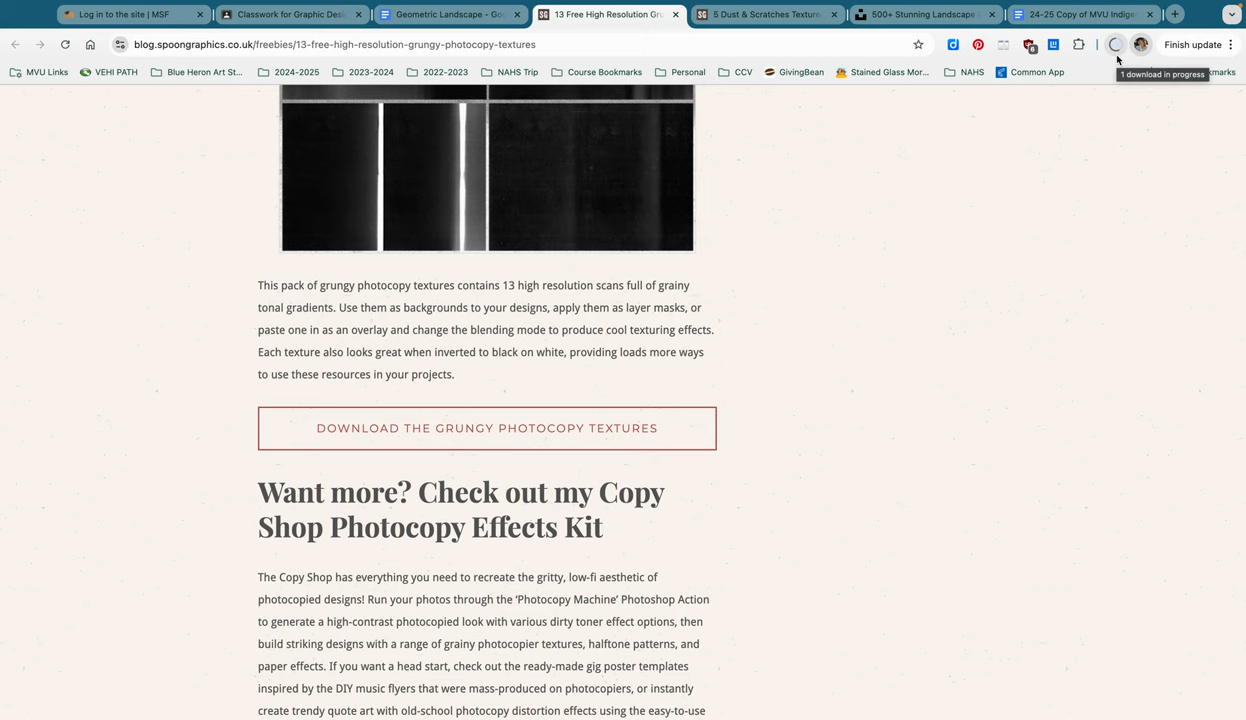 Log in to the site | MSF
Classwork for Graphic Desi
Geometric Landscape - Go
13 Free High Resolution Gru
5 Dust & Scratches Texture
500+ Stunning Landscape
24-25 Copy of MVU Indige
blog.spoongraphics.co.uk/freebies/13-free-high-resolution-grungy-photocopy-textures
6
Finish update
MVU Links
VEHI PATH
Blue Heron Art St...
2024-2025
2023-2024
2022-2023
NAHS Trip
Course Bookmarks
Personal
CCV
GivingBean
Stained Glass Mor...
NAHS
Common App
1 download in progress
kmarks
This pack of grungy photocopy textures contains 13 high resolution scans full of grainy
tonal gradients. Use them as backgrounds to your designs, apply them as layer masks, or
paste one in as an overlay and change the blending mode to produce cool texturing effects.
Each texture also looks great when inverted to black on white, providing loads more ways
to use these resources in your projects.
DOWNLOAD THE GRUNGY PHOTOCOPY TEXTURES
Want more? Check out my Copy
Shop Photocopy Effects Kit
The Copy Shop has everything you need to recreate the gritty, low-fi aesthetic of
photocopied designs! Run your photos through the ‘Photocopy Machine’ Photoshop Action
to generate a high-contrast photocopied look with various dirty toner effect options, then
build striking designs with a range of grainy photocopier textures, halftone patterns, and
paper effects. If you want a head start, check out the ready-made gig poster templates
inspired by the DIY music flyers that were mass-produced on photocopiers, or instantly
create trendy quote art with old-school photocopy distortion effects using the easy-to-use